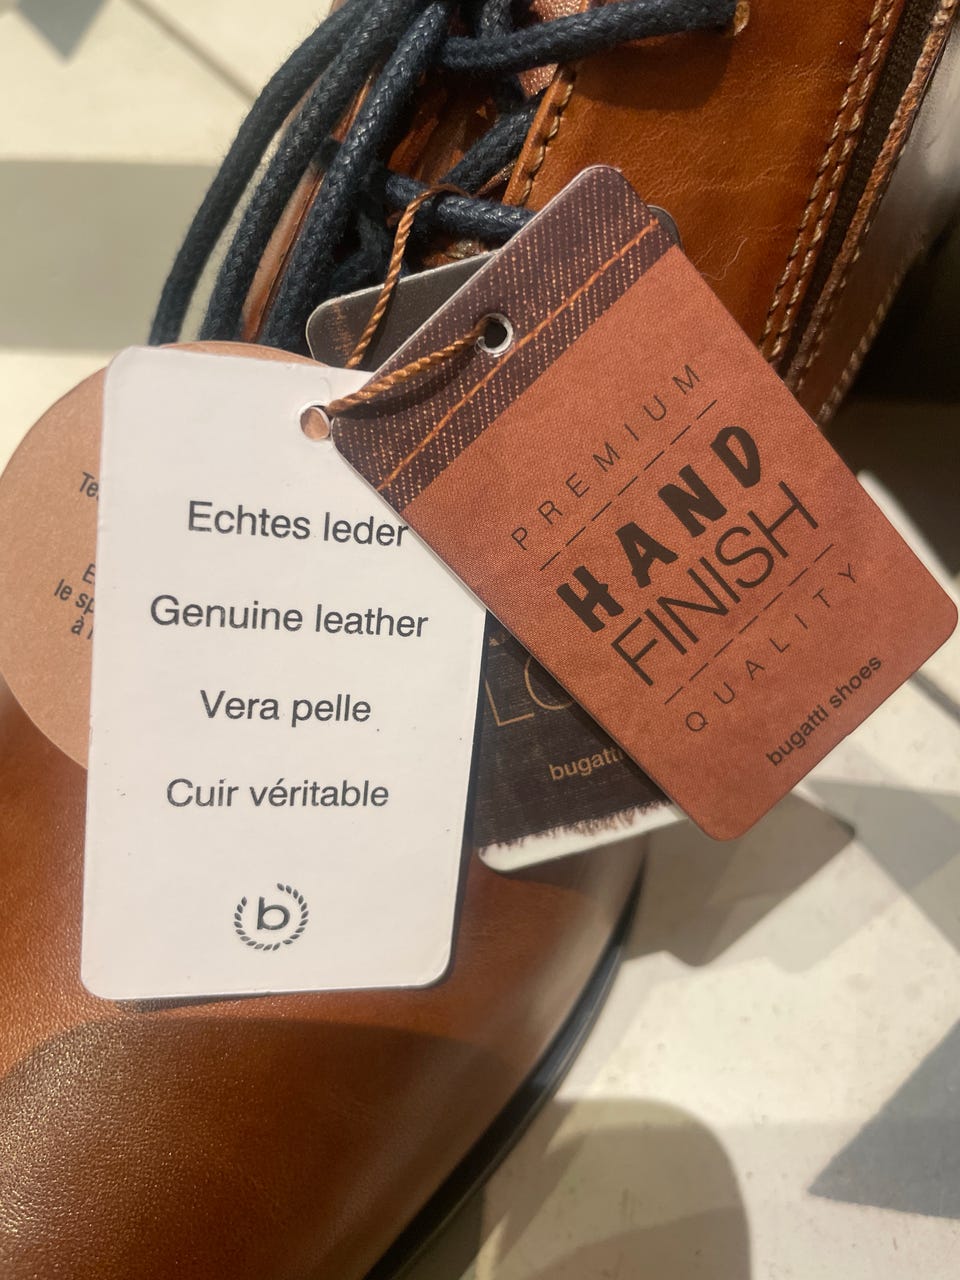 Echtes leder
Genuine leather
Vera pelle
Cuir véritable
b
PREMIUM
HAND
FINISH
QUALITY
bugatti shoes
bugatti